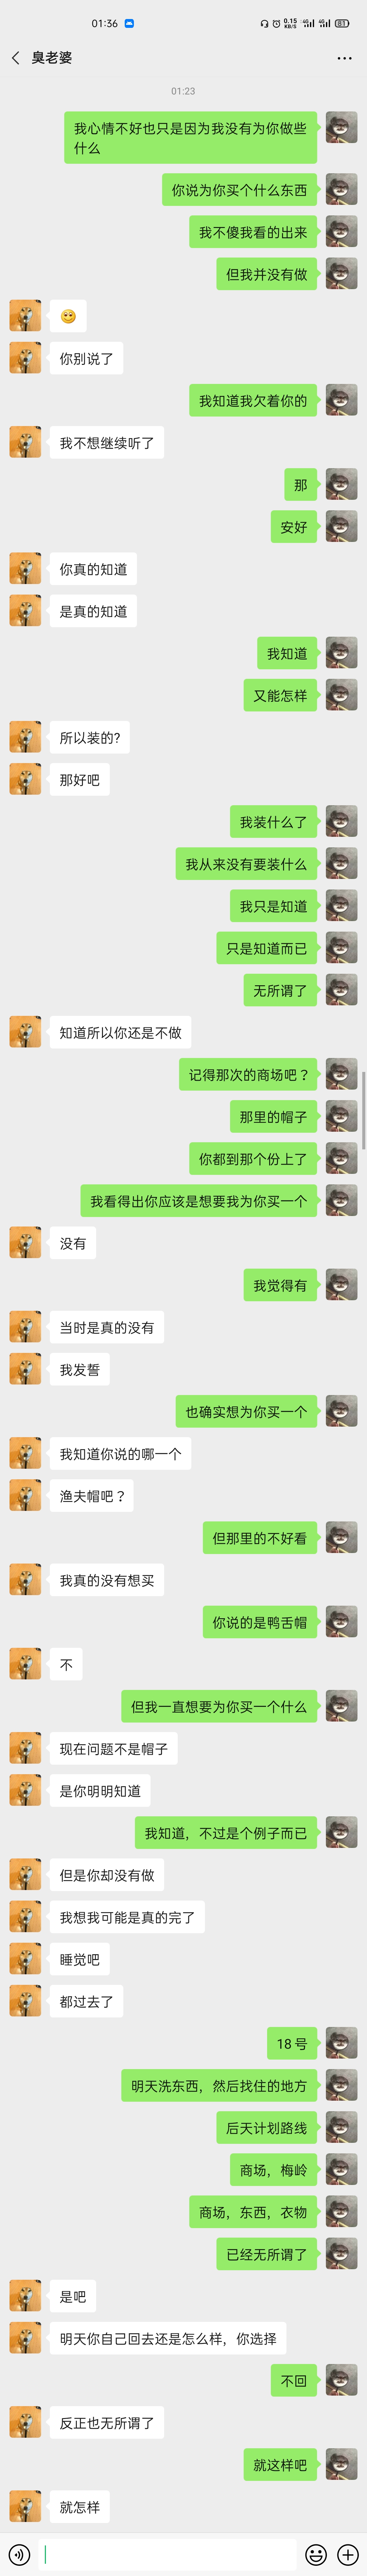 01:36
0.15
KB/S
4G
4G
81
臭老婆
01:23
我心情不好也只是因为我没有为你做些
什么
你说为你买个什么东西
我不傻我看的出来
但我并没有做
你别说了
我知道我欠着你的
我不想继续听了
那
安好
你真的知道
是真的知道
我知道
又能怎样
所以装的?
那好吧
我装什么了
我从来没有要装什么
我只是知道
只是知道而已
无所谓了
知道所以你还是不做
记得那次的商场吧？
那里的帽子
你都到那个份上了
我看得出你应该是想要我为你买一个
没有
我觉得有
当时是真的没有
我发誓
也确实想为你买一个
我知道你说的哪一个
渔夫帽吧？
但那里的不好看
我真的没有想买
你说的是鸭舌帽
不
但我一直想要为你买一个什么
现在问题不是帽子
是你明明知道
我知道，不过是个例子而已
但是你却没有做
我想我可能是真的完了
睡觉吧
都过去了
18号
明天洗东西，然后找住的地方
后天计划路线
商场，梅岭
商场，东西，衣物
已经无所谓了
是吧
明天你自己回去还是怎么样，你选择
不回
反正也无所谓了
就这样吧
就怎样